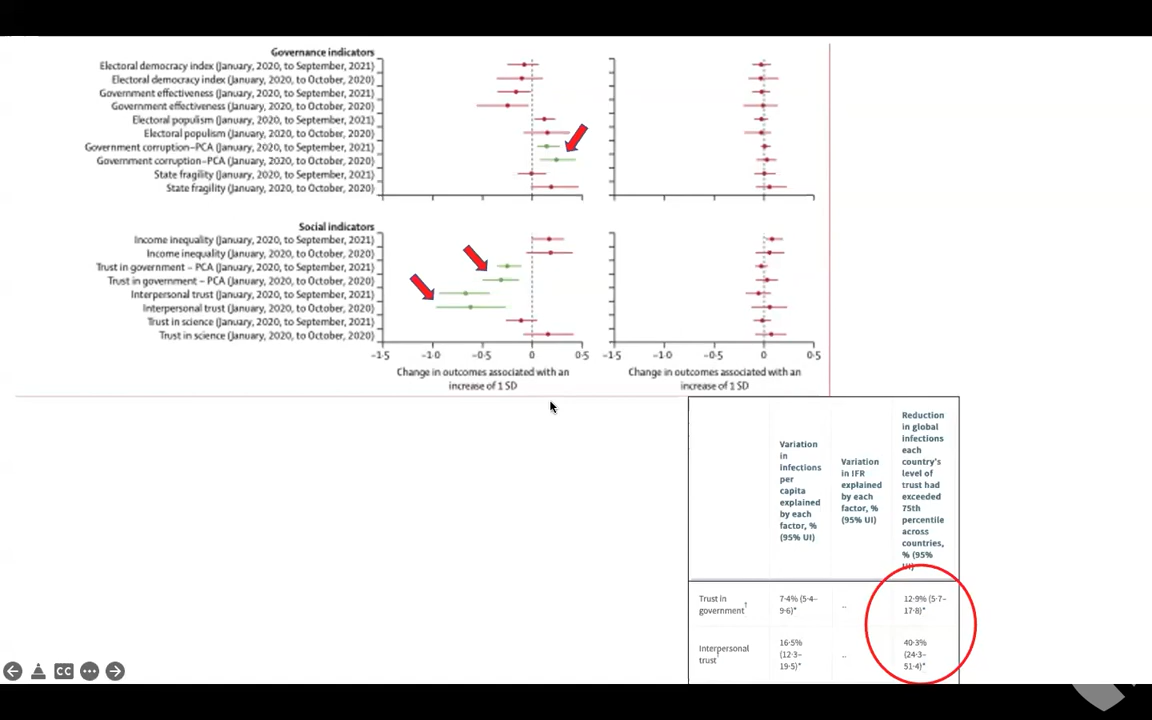 Governance indicators
Electoral democracy index (January, 2020, to September, 2021)
Electoral democracy index (January, 2020, to October, 2020)
Government effectiveness (January, 2020, to September, 2021)
Government effectiveness (January, 2020, to October, 2020)
Electoral populism (January, 2020, to September, 2021)
Electoral populism (January, 2020, to October, 2020)
Government corruption–PCA (January, 2020, to September, 2021)
Government corruption–PCA (January, 2020, to October, 2020)
State fragility (January, 2020, to September, 2021)
State fragility (January, 2020, to October, 2020)
Social indicators
Income inequality (January, 2020, to September, 2021)
Income inequality (January, 2020, to October, 2020)
Trust in government – PCA (January, 2020, to September, 2021)
Trust in government – PCA (January, 2020, to October, 2020)
Interpersonal trust (January, 2020, to September, 2021)
Interpersonal trust (January, 2020, to October, 2020)
Trust in science (January, 2020, to September, 2021)
Trust in science (January, 2020, to October, 2020)
–1·5 –1·0 –0·5 0 0·5
–1·5 –1·0 –0·5 0 0·5
Change in outcomes associated with an
increase of 1 SD
Change in outcomes associated with an
increase of 1 SD
Variation
in
infections
per
capita
explained
by each
factor, %
(95% UI)
Variation
in IFR
explained
by each
factor, %
(95% UI)
Reduction
in global
infections
each
country's
level of
trust had
exceeded
75th
percentile
across
countries,
% (95%
UI)
Trust in
government†
7·4% (5·4–
9·6)*
..
12·9% (5·7–
17·8)*
Interpersonal
trust†
16·5%
(12·3–
19·5)*
..
40·3%
(24·3–
51·4)*
CC